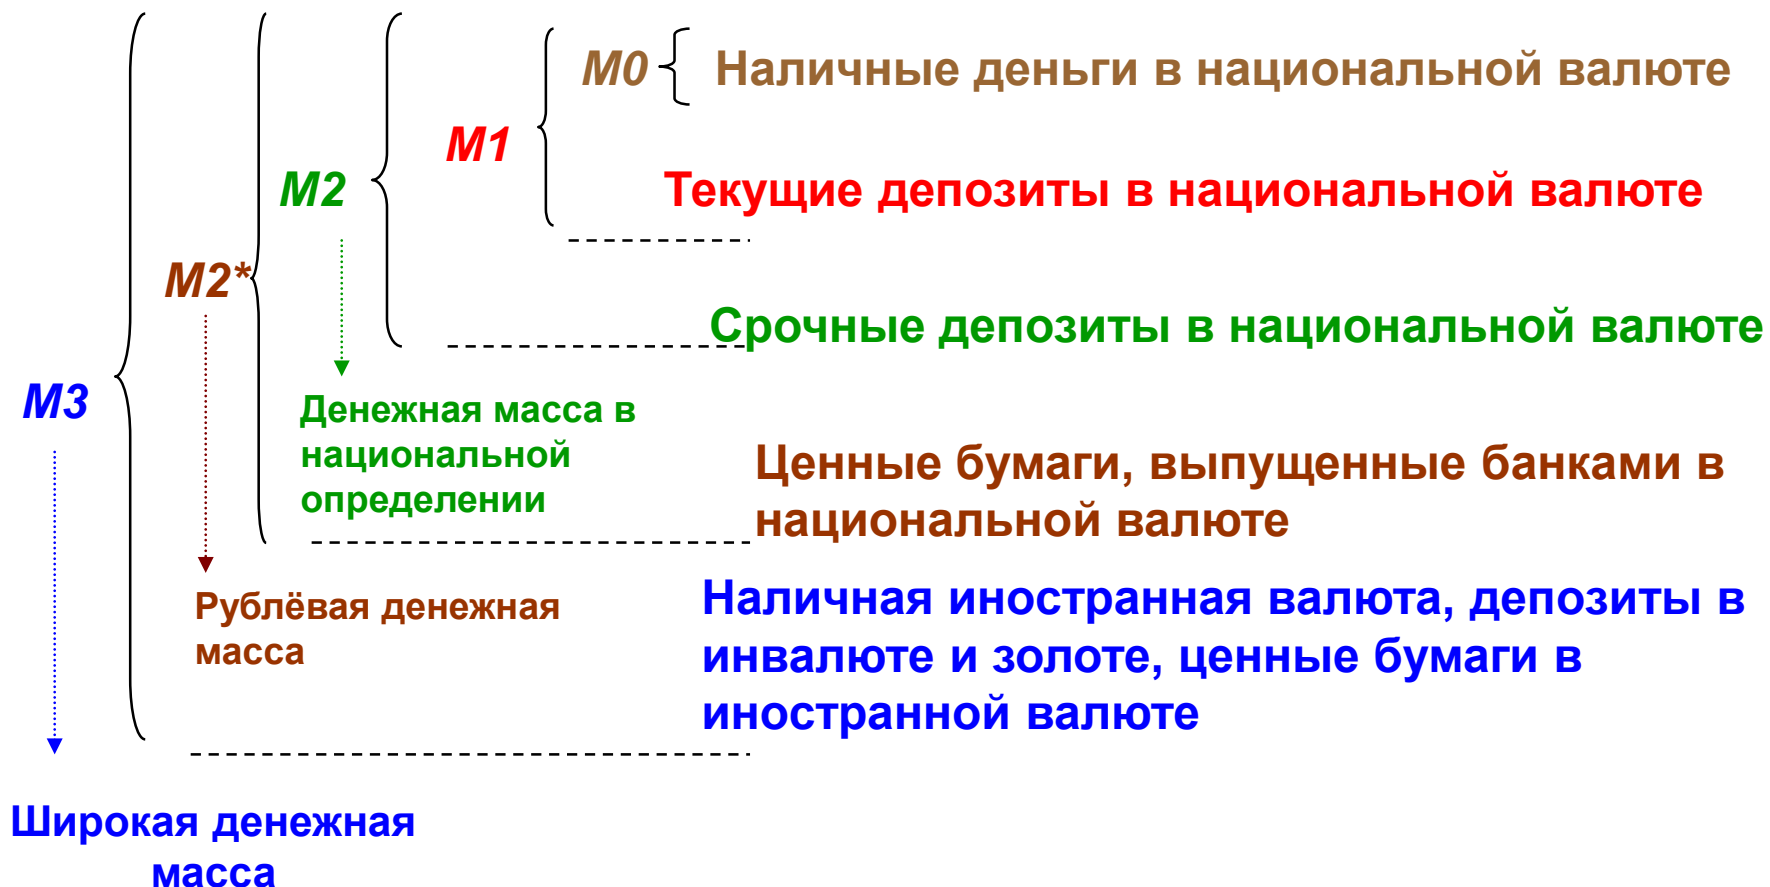 M0 Наличные деньги в национальной валюте
M1
M2 Текущие депозиты в национальной валюте
M2*
Срочные депозиты в национальной валюте
M3
Денежная масса в
национальной
определении
Ценные бумаги, выпущенные банками в
национальной валюте
Рублёвая денежная
масса
Наличная иностранная валюта, депозиты в
инвалюте и золоте, ценные бумаги в
иностранной валюте
Широкая денежная
масса